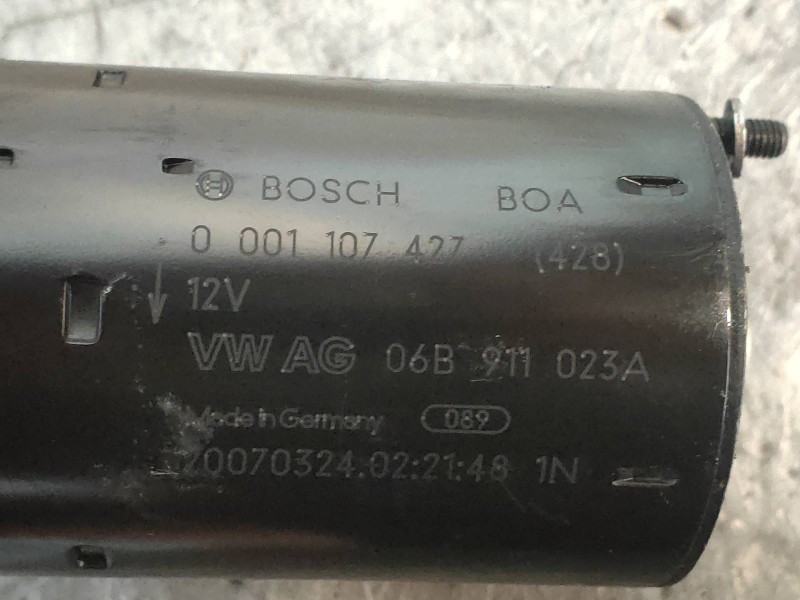 BOSCH BOA
0 001 107 427 (428)
12V
VW AG 06B 911 023A
Made in Germany 089
20070324.02:21:48 1N